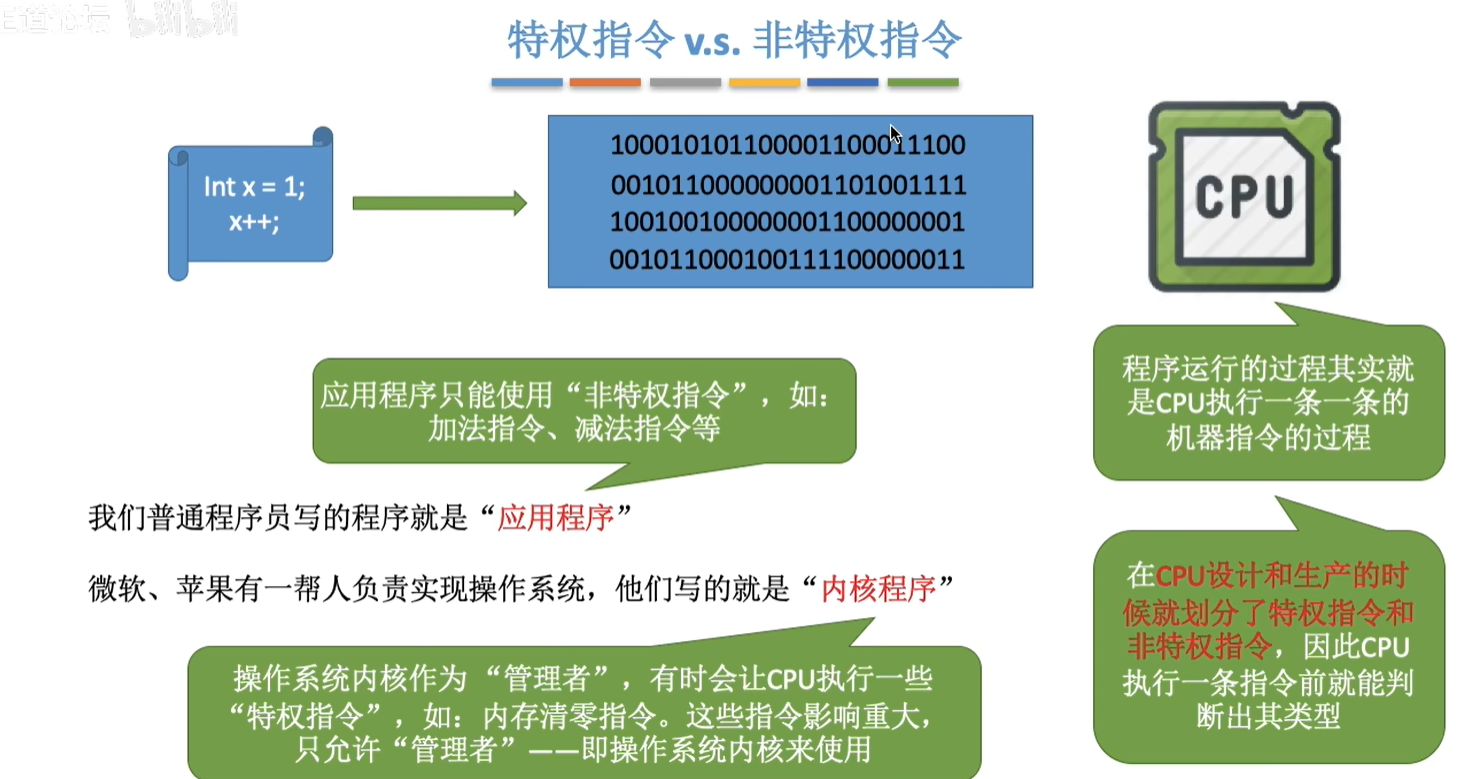 王道论坛 bilibili
特权指令 v.s. 非特权指令
Int x = 1;
x++;
100010101100001100011100
0010110000000001101001111
1001001000000001100000001
001011000100111100000011
CPU
程序运行的过程其实就
是CPU执行一条一条的
机器指令的过程
应用程序只能使用“非特权指令”，如：
加法指令、减法指令等
我们普通程序员写的程序就是“应用程序”
微软、苹果有一帮人负责实现操作系统，他们写的就是“内核程序”
在CPU设计和生产的时
候就划分了特权指令和
非特权指令，因此CPU
执行一条指令前就能判
断出其类型
操作系统内核作为 “管理者”，有时会让CPU执行一些
“特权指令”，如：内存清零指令。这些指令影响重大，
只允许“管理者”——即操作系统内核来使用